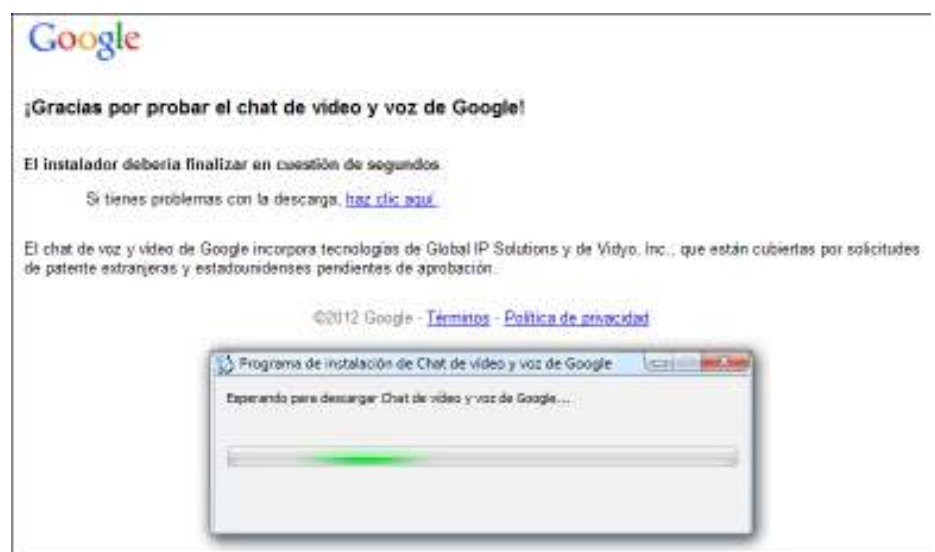 Google
¡Gracias por probar el chat de vídeo y voz de Google!
El instalador debería finalizar en cuestión de segundos.
Si tienes problemas con la descarga, haz clic aquí.
El chat de voz y vídeo de Google incorpora tecnologías de Global IP Solutions y de Vidyo, Inc., que están cubiertas por solicitudes
de patente extranjeras y estadounidenses pendientes de aprobación.
©2012 Google - Términos - Política de privacidad
Programa de instalación de Chat de vídeo y voz de Google
Esperando para descargar Chat de vídeo y voz de Google...